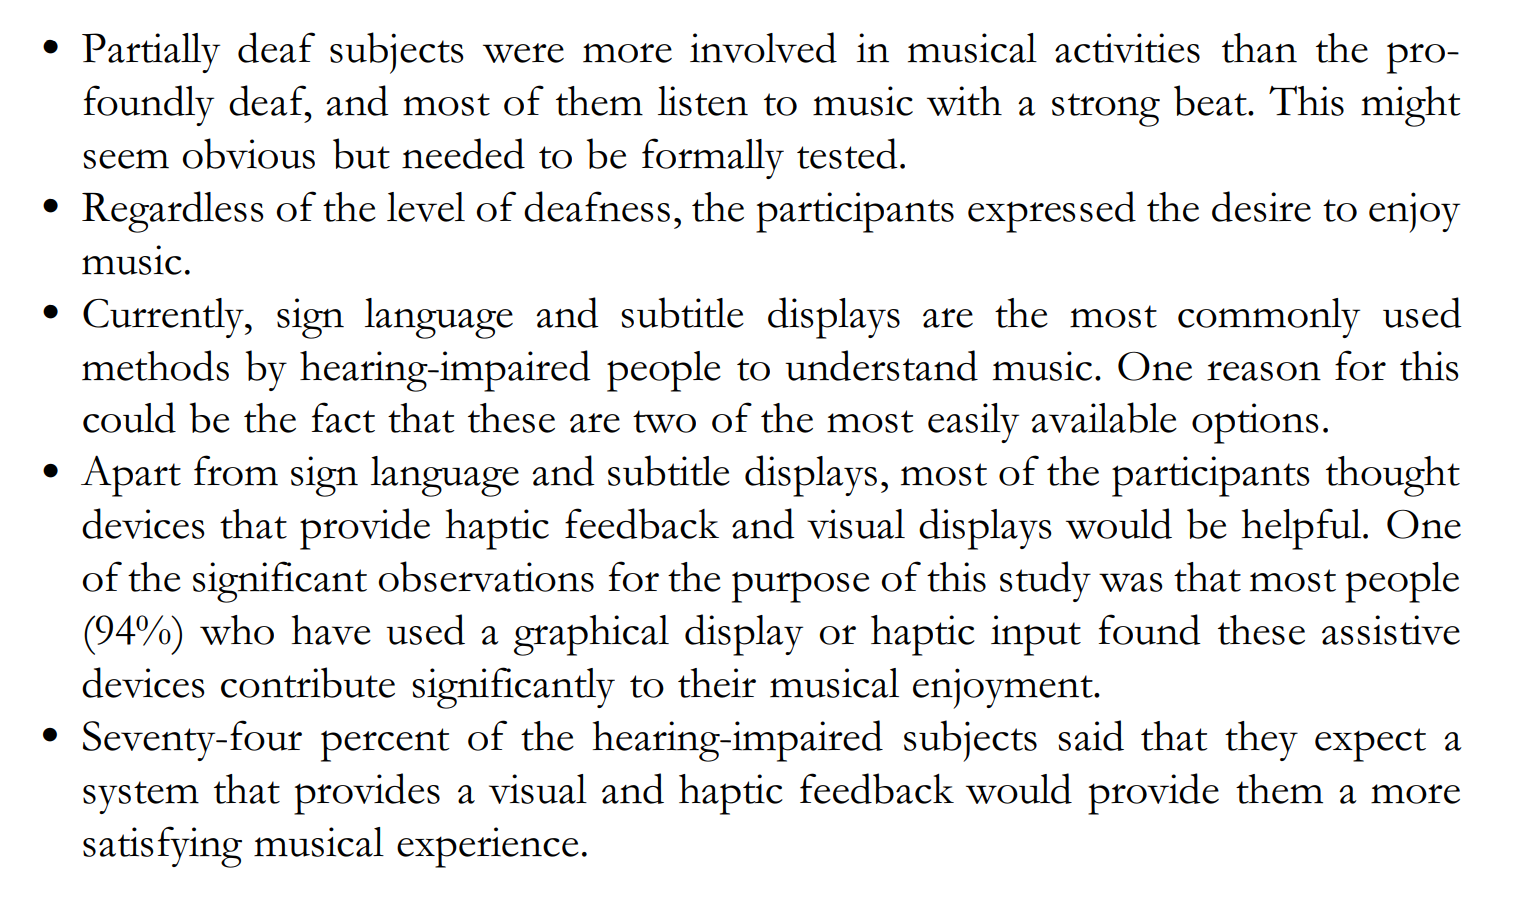 • Partially deaf subjects were more involved in musical activities than the pro-
foundly deaf, and most of them listen to music with a strong beat. This might
seem obvious but needed to be formally tested.
• Regardless of the level of deafness, the participants expressed the desire to enjoy
music.
• Currently, sign language and subtitle displays are the most commonly used
methods by hearing-impaired people to understand music. One reason for this
could be the fact that these are two of the most easily available options.
• Apart from sign language and subtitle displays, most of the participants thought
devices that provide haptic feedback and visual displays would be helpful. One
of the significant observations for the purpose of this study was that most people
(94%) who have used a graphical display or haptic input found these assistive
devices contribute significantly to their musical enjoyment.
• Seventy-four percent of the hearing-impaired subjects said that they expect a
system that provides a visual and haptic feedback would provide them a more
satisfying musical experience.